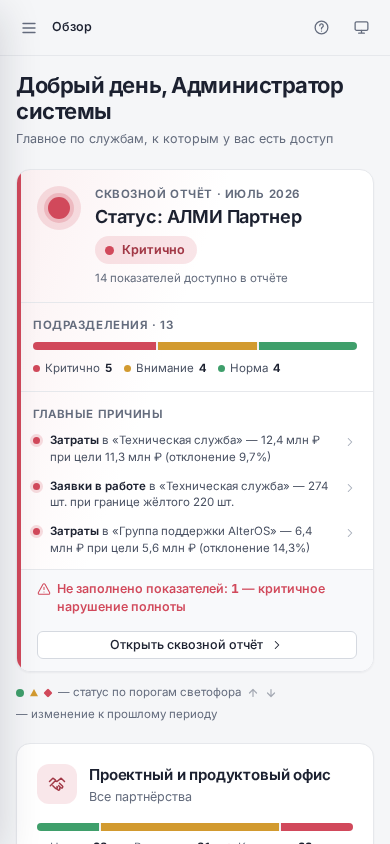 Обзор
Добрый день, Администратор
системы
Главное по службам, к которым у вас есть доступ
СКВОЗНОЙ ОТЧЁТ · ИЮЛЬ 2026
Статус: АЛМИ Партнер
Критично
14 показателей доступно в отчёте
ПОДРАЗДЕЛЕНИЯ · 13
Критично 5 Внимание 4 Норма 4
ГЛАВНЫЕ ПРИЧИНЫ
Затраты в «Техническая служба» — 12,4 млн ₽
при цели 11,3 млн ₽ (отклонение 9,7%)
Заявки в работе в «Техническая служба» — 274
шт. при границе жёлтого 220 шт.
Затраты в «Группа поддержки AlterOS» — 6,4
млн ₽ при цели 5,6 млн ₽ (отклонение 14,3%)
Не заполнено показателей: 1 — критичное
нарушение полноты
Открыть сквозной отчёт
— статус по порогам светофора ↑ ↓
— изменение к прошлому периоду
Проектный и продуктовый офис
Все партнёрства